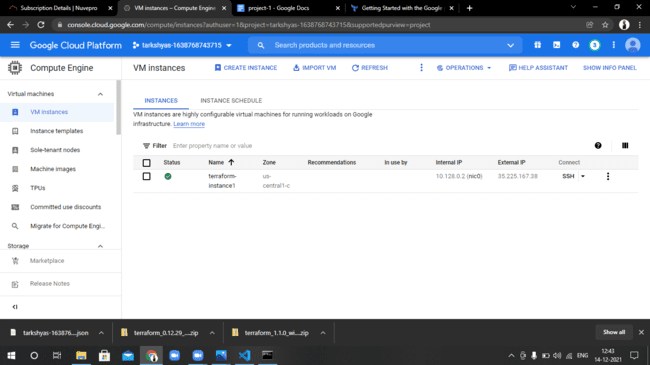 Subscription Details | Nuvepro
VM instances – Compute Engine
project-1 - Google Docs
Getting Started with the Google
console.cloud.google.com/compute/instances?authuser=1&project=tarkshyas-1638768743715&supportedpurview=project
Google Cloud Platform
tarkshyas-1638768743715
Search products and resources
3
Compute Engine
VM instances
CREATE INSTANCE
IMPORT VM
REFRESH
OPERATIONS
HELP ASSISTANT
SHOW INFO PANEL
Virtual machines
VM instances
Instance templates
Sole-tenant nodes
Machine images
TPUs
Committed use discounts
Migrate for Compute Engi...
Storage
Marketplace
Release Notes
INSTANCES
INSTANCE SCHEDULE
VM instances are highly configurable virtual machines for running workloads on Google
infrastructure. Learn more
Filter Enter property name or value
Status Name Zone Recommendations In use by Internal IP External IP Connect
terraform-
instance1
us-
central1-c
10.128.0.2 (nic0)
35.225.167.38
SSH
tarkshyas-163876....json
terraform_0.12.29_....zip
terraform_1.1.0_wi....zip
Show all
ENG
12:43
14-12-2021